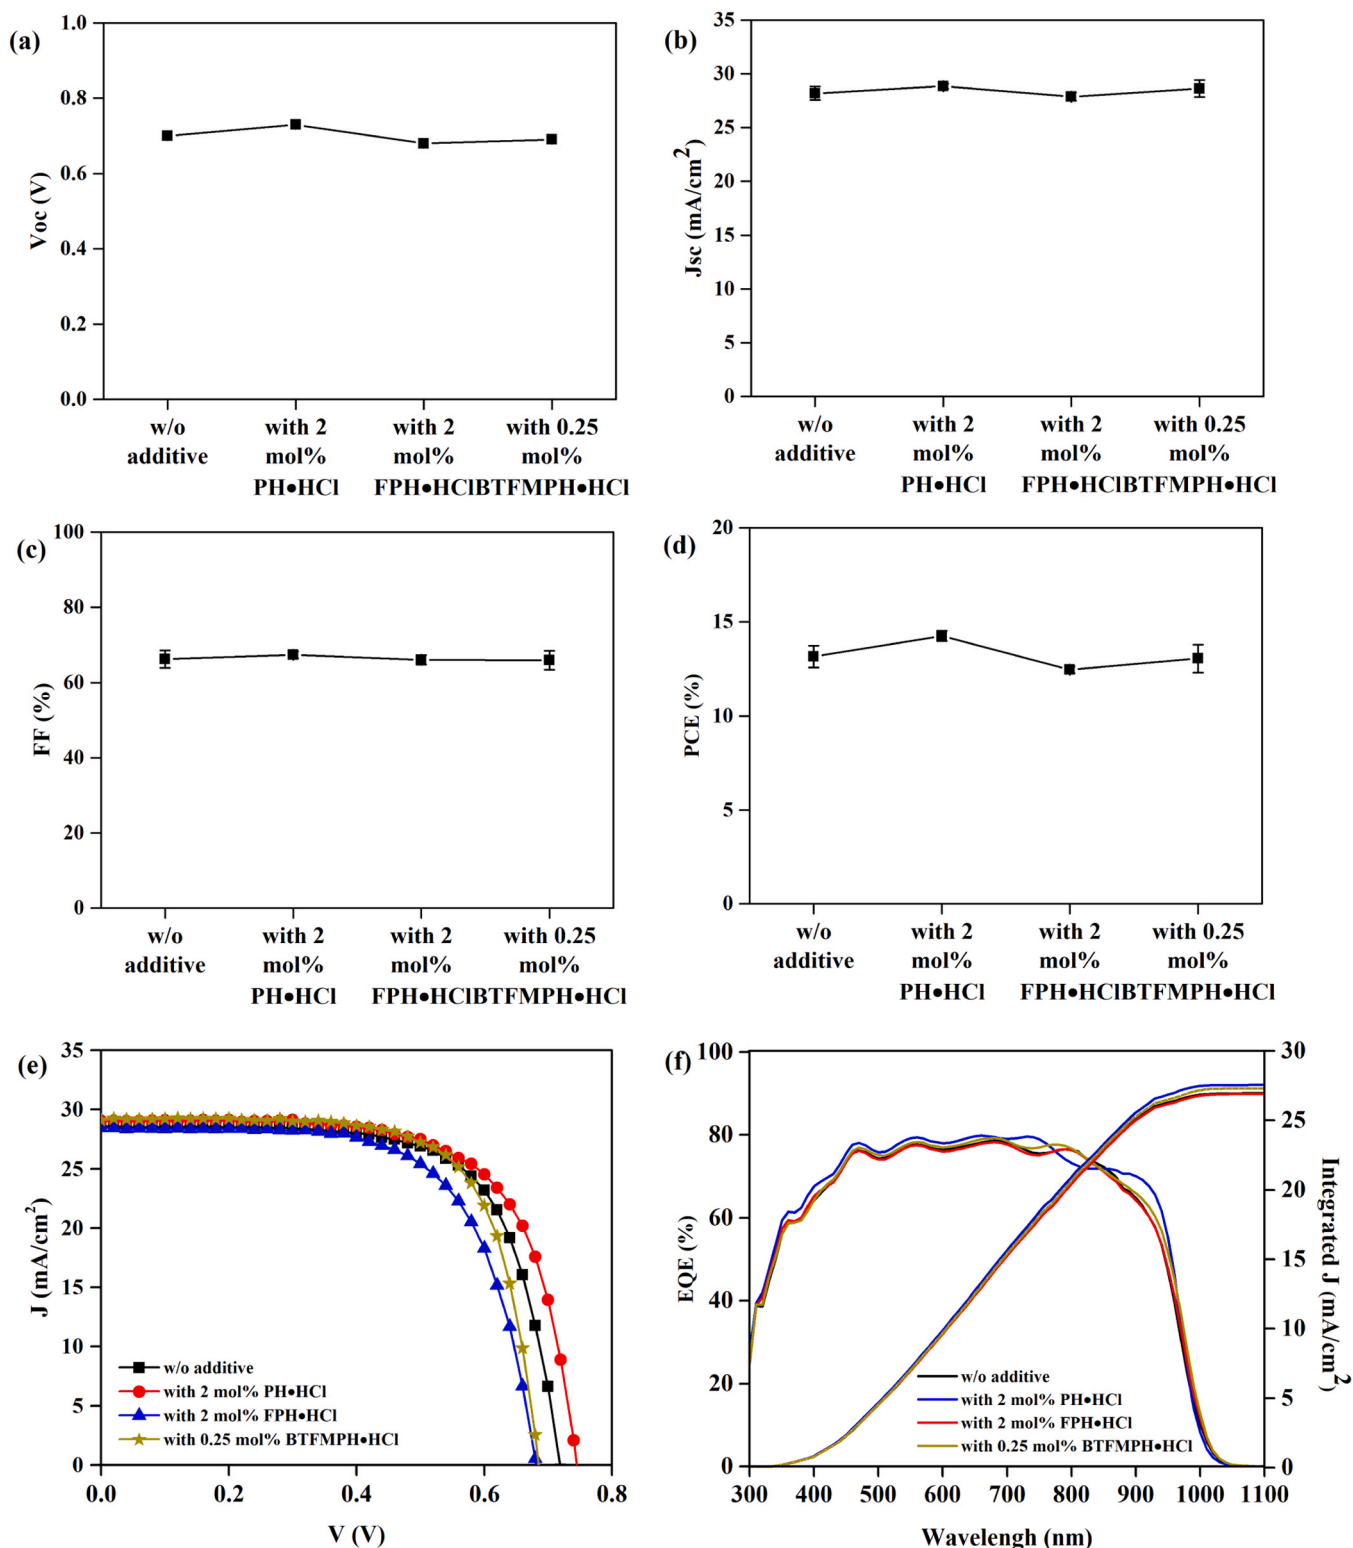 (a)
1.0
0.8
0.6
0.4
0.2
0.0
Voc (V)
w/o additive
with 2 mol% PH●HCl
with 2 mol% FPH●HCl
with 0.25 mol% BTFMPH●HCl
(b)
35
30
25
20
15
10
5
0
Jsc (mA/cm2)
w/o additive
with 2 mol% PH●HCl
with 2 mol% FPH●HCl
with 0.25 mol% BTFMPH●HCl
(c)
100
80
60
40
20
0
FF (%)
w/o additive
with 2 mol% PH●HCl
with 2 mol% FPH●HCl
with 0.25 mol% BTFMPH●HCl
(d)
20
15
10
5
0
PCE (%)
w/o additive
with 2 mol% PH●HCl
with 2 mol% FPH●HCl
with 0.25 mol% BTFMPH●HCl
(e)
35
30
25
20
15
10
5
0
J (mA/cm2)
w/o additive
with 2 mol% PH●HCl
with 2 mol% FPH●HCl
with 0.25 mol% BTFMPH●HCl
0.0 0.2 0.4 0.6 0.8
V (V)
(f)
100
80
60
40
20
0
EQE (%)
w/o additive
with 2 mol% PH●HCl
with 2 mol% FPH●HCl
with 0.25 mol% BTFMPH●HCl
30
25
20
15
10
5
0
Integrated J (mA/cm2)
300 400 500 600 700 800 900 1000 1100
Wavelengh (nm)